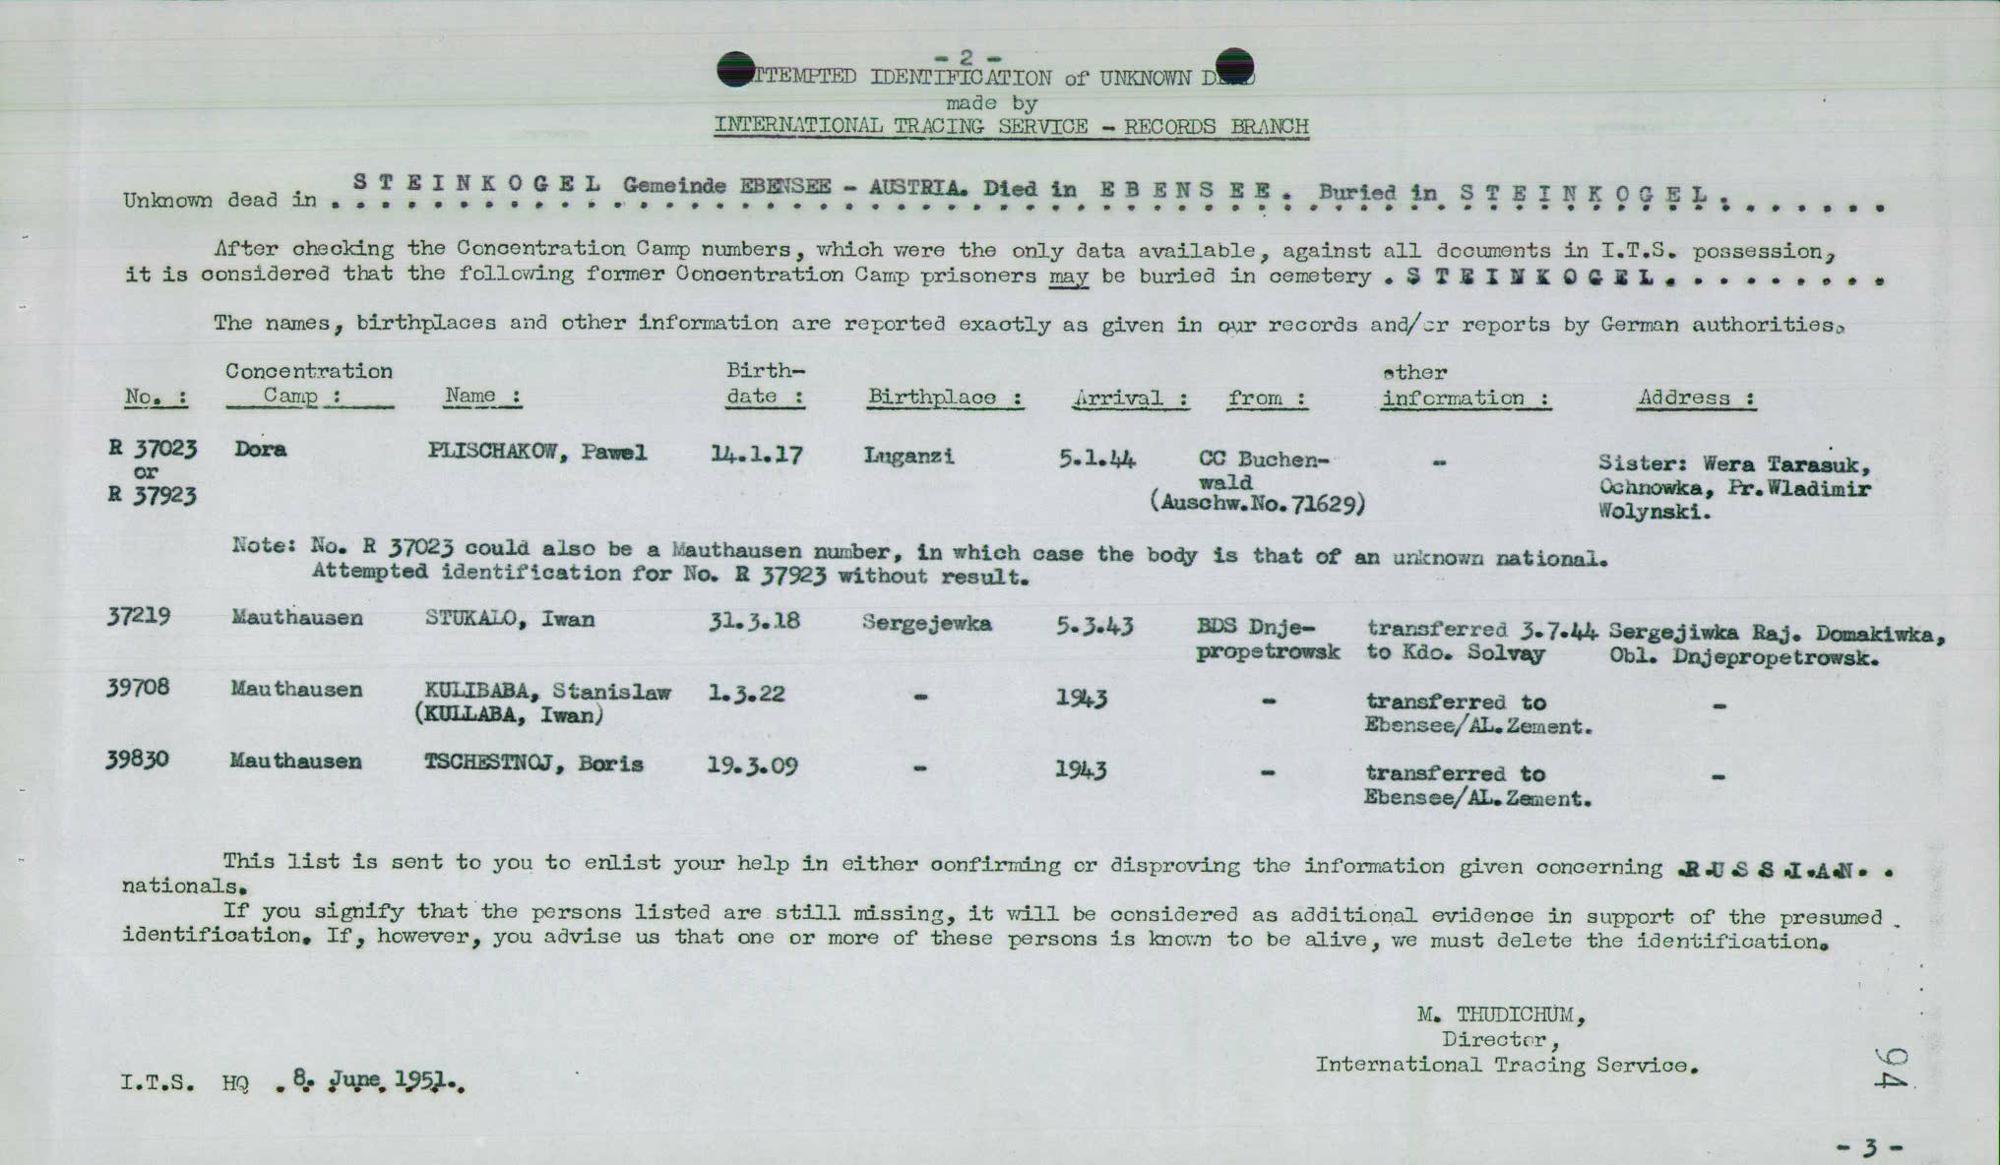 - 2 -
TTEMPTED IDENTIFICATION of UNKNOWN D
made by
INTERNATIONAL TRACING SERVICE - RECORDS BRANCH
Unknown dead in . S T E I N K O G E L Gemeinde EBENSEE - AUSTRIA. Died in E B E N S E E . Buried in S T E I N K O G E L . . . . . . . .
After checking the Concentration Camp numbers, which were the only data available, against all documents in I.T.S. possession,
it is considered that the following former Concentration Camp prisoners may be buried in cemetery . S T E I N K O G E L . . . . . . . . .
The names, birthplaces and other information are reported exactly as given in our records and/or reports by German authorities.
Concentration Birth- other
No. : Camp : Name : date : Birthplace : Arrival : from : information : Address :
R 37023 Dora PLISCHAKOW, Pawel 14.1.17 Luganzi 5.1.44 CC Buchen- - Sister: Wera Tarasuk,
or wald Ochnowka, Pr.Wladimir
R 37923 (Auschw.No.71629) Wolynski.
Note: No. R 37023 could also be a Mauthausen number, in which case the body is that of an unknown national.
Attempted identification for No. R 37923 without result.
37219 Mauthausen STUKALO, Iwan 31.3.18 Sergejewka 5.3.43 BDS Dnje- transferred 3.7.44 Sergejiwka Raj. Domakiwka,
propetrowsk to Kdo. Solvay Obl. Dnjepropetrowsk.
39708 Mauthausen KULIBABA, Stanislaw 1.3.22 - 1943 - transferred to -
(KULLABA, Iwan) Ebensee/AL.Zement.
39830 Mauthausen TSCHESTNOJ, Boris 19.3.09 - 1943 - transferred to -
Ebensee/AL.Zement.
This list is sent to you to enlist your help in either confirming or disproving the information given concerning .R.U.S.S.I.A.N. .
nationals.
If you signify that the persons listed are still missing, it will be considered as additional evidence in support of the presumed
identification. If, however, you advise us that one or more of these persons is known to be alive, we must delete the identification.
M. THUDICHUM,
Director,
International Tracing Service.
I.T.S. HQ . 8. June 1951. .
94
- 3 -